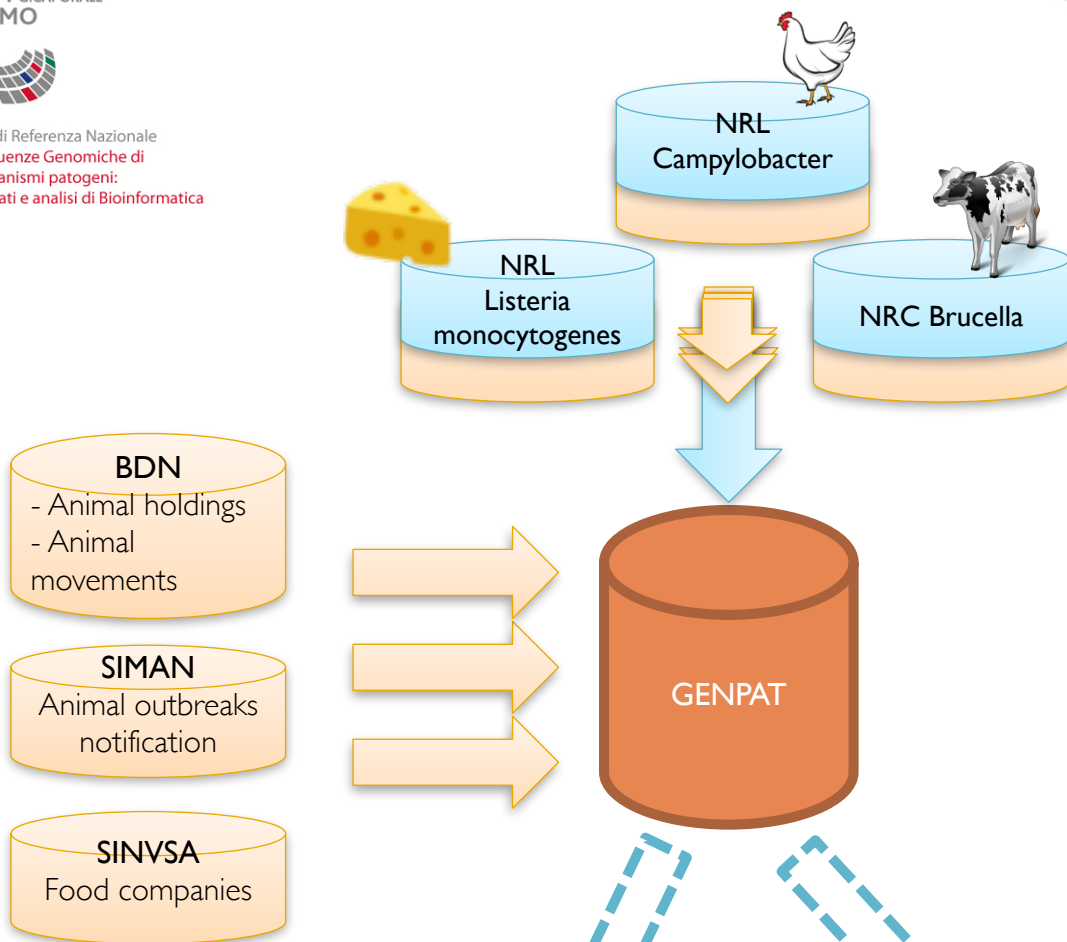 MO
di Referenza Nazionale
uenze Genomiche di
anismi patogeni:
ati e analisi di Bioinformatica
NRL
Campylobacter
NRL
Listeria
monocytogenes
NRC Brucella
BDN
- Animal holdings
- Animal
movements
SIMAN
Animal outbreaks
notification
SINVSA
Food companies
GENPAT